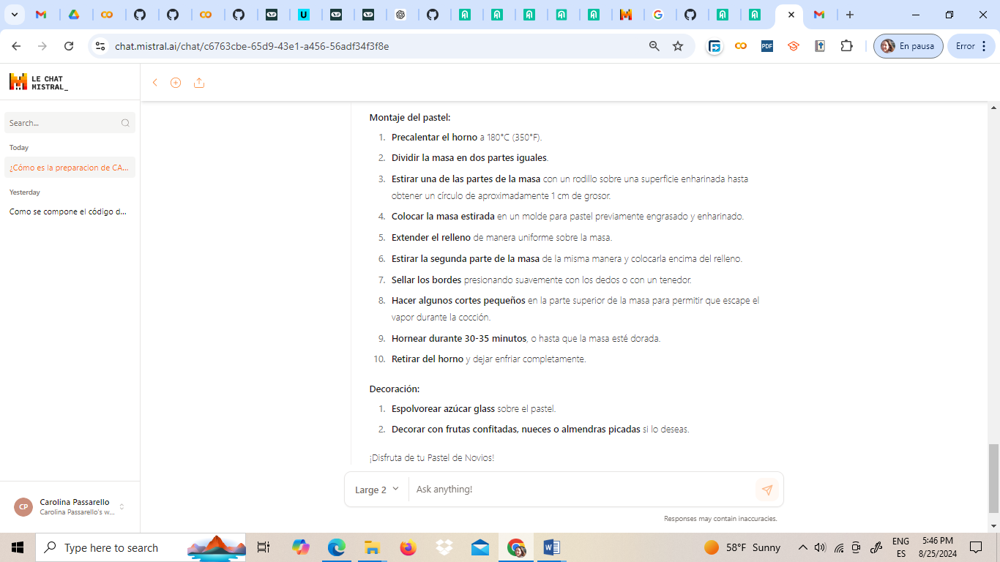 chat.mistral.ai/chat/c6763cbe-65d9-43e1-a456-56adf34f3f8e
PDF
En pausa
Error
LE CHAT
MISTRAL_
Search...
Today
¿Cómo es la preparacion de CA...
Yesterday
Como se compone el código d...
Montaje del pastel:
1. Precalentar el horno a 180°C (350°F).
2. Dividir la masa en dos partes iguales.
3. Estirar una de las partes de la masa con un rodillo sobre una superficie enharinada hasta
obtener un círculo de aproximadamente 1 cm de grosor.
4. Colocar la masa estirada en un molde para pastel previamente engrasado y enharinado.
5. Extender el relleno de manera uniforme sobre la masa.
6. Estirar la segunda parte de la masa de la misma manera y colocarla encima del relleno.
7. Sellar los bordes presionando suavemente con los dedos o con un tenedor.
8. Hacer algunos cortes pequeños en la parte superior de la masa para permitir que escape el
vapor durante la cocción.
9. Hornear durante 30-35 minutos, o hasta que la masa esté dorada.
10. Retirar del horno y dejar enfriar completamente.
Decoración:
1. Espolvorear azúcar glass sobre el pastel.
2. Decorar con frutas confitadas, nueces o almendras picadas si lo deseas.
¡Disfruta de tu Pastel de Novios!
Large 2
Ask anything!
Responses may contain inaccuracies.
CP
Carolina Passarello
Carolina Passarello's w...
Type here to search
58°F Sunny
ENG
ES
5:46 PM
8/25/2024